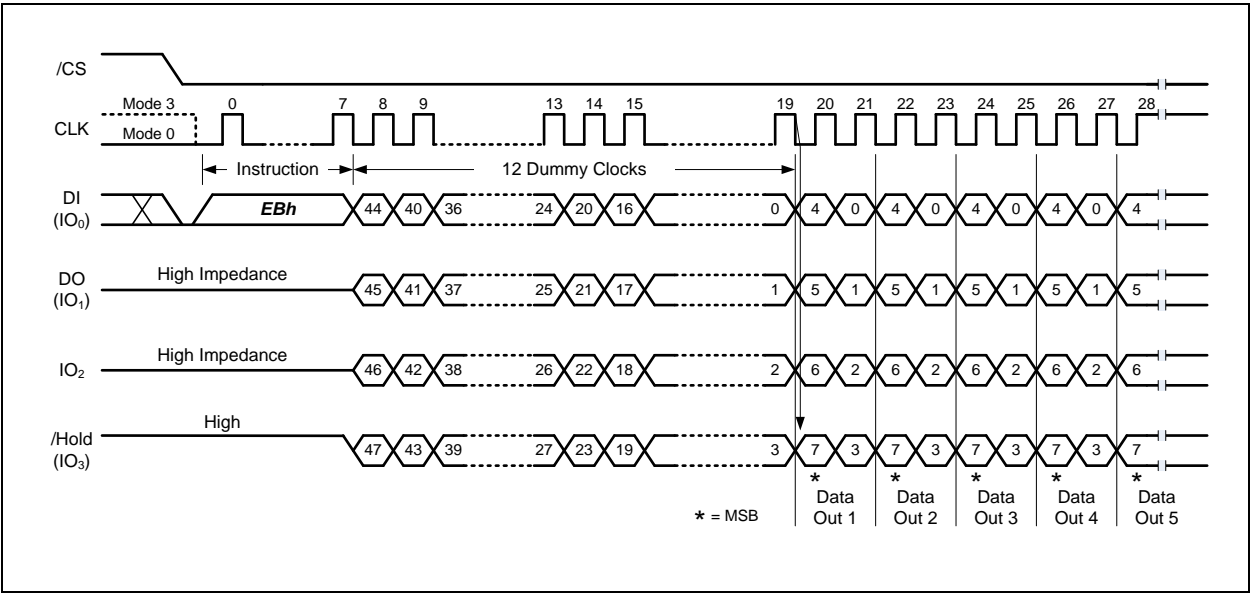 /CS
Mode 3 0 7 8 9 13 14 15 19 20 21 22 23 24 25 26 27 28
CLK
Mode 0
Instruction 12 Dummy Clocks
DI
(IO₀)
EBh 44 40 36 24 20 16 0 4 0 4 0 4 0 4 0 4
High Impedance
DO
(IO₁)
45 41 37 25 21 17 1 5 1 5 1 5 1 5 1 5
High Impedance
IO₂ 46 42 38 26 22 18 2 6 2 6 2 6 2 6 2 6
High
/Hold
(IO₃)
47 43 39 27 23 19 3 7 3 7 3 7 3 7 3 7
* * * * *
* = MSB
Data Out 1
Data Out 2
Data Out 3
Data Out 4
Data Out 5